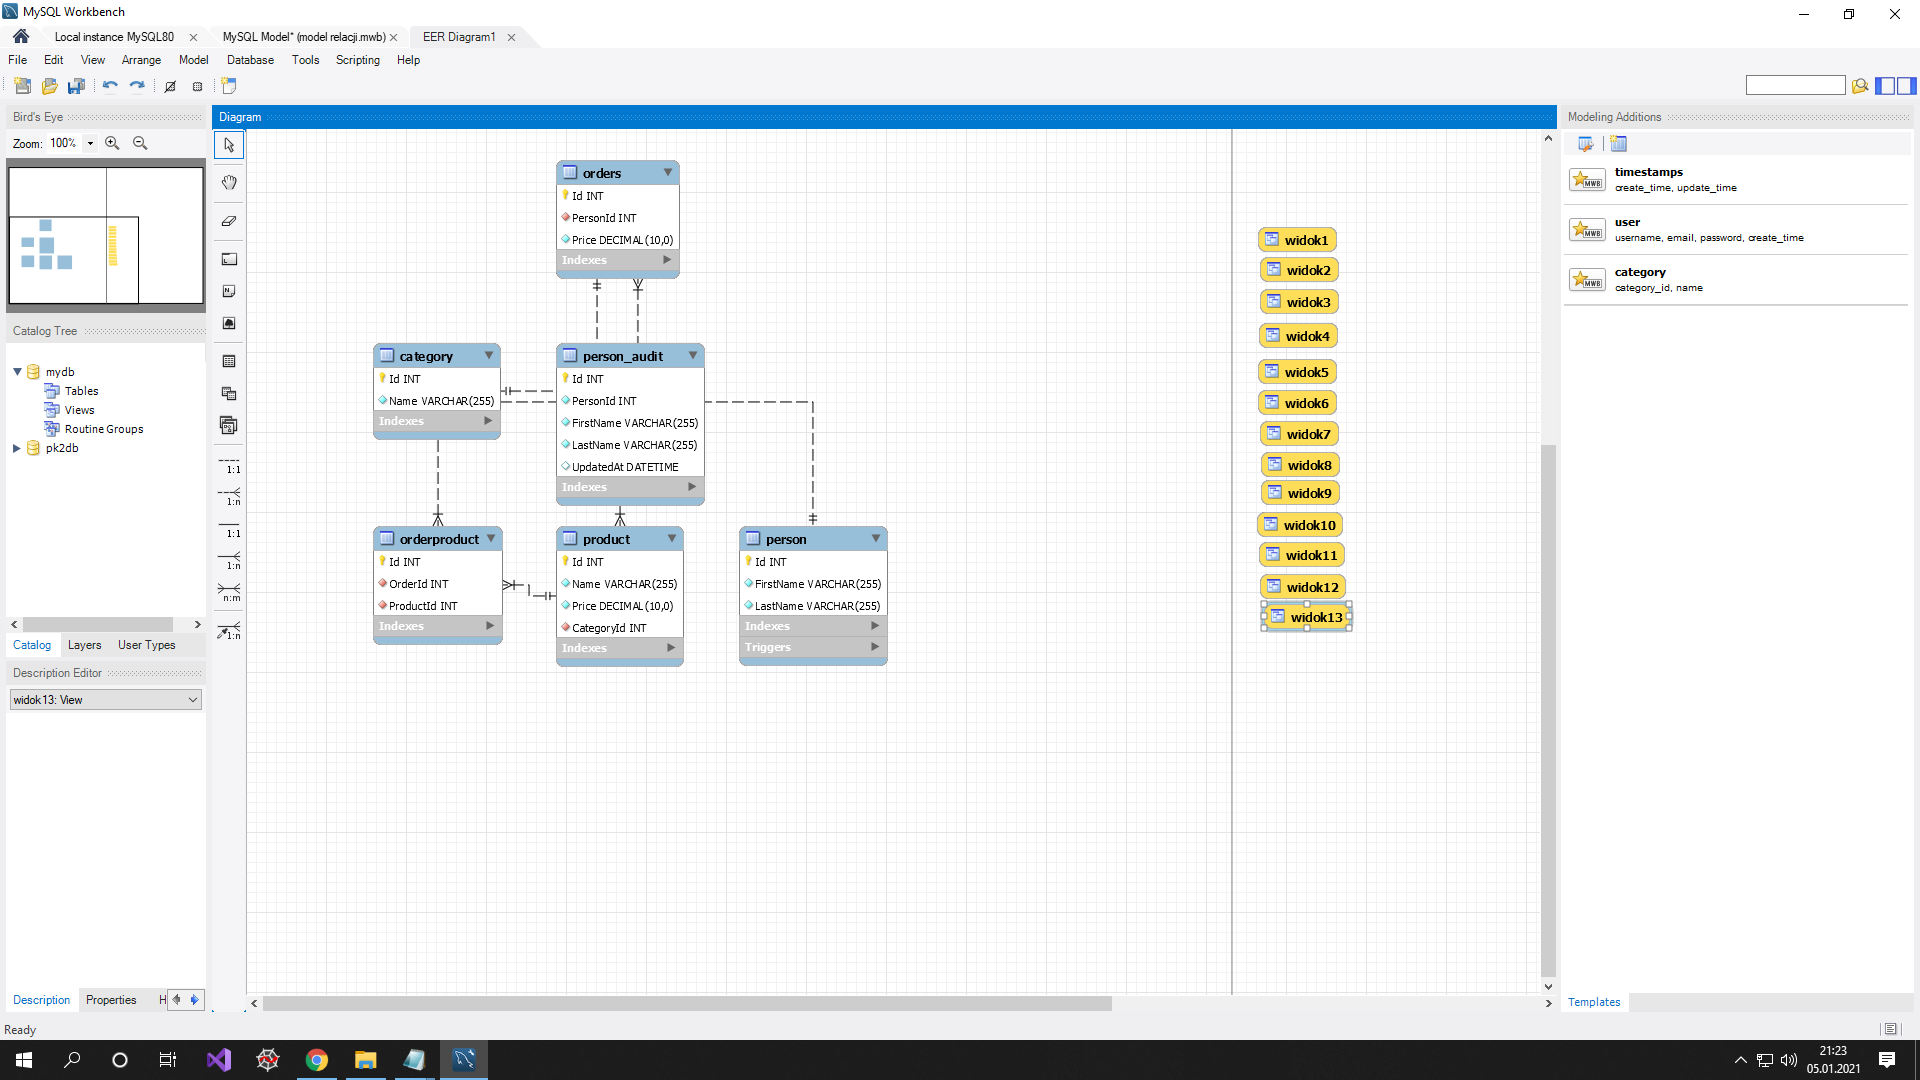 MySQL Workbench
Local instance MySQL80
MySQL Model* (model relacji.mwb)
EER Diagram1
File Edit View Arrange Model Database Tools Scripting Help
Bird's Eye
Zoom: 100%
Catalog Tree
mydb
Tables
Views
Routine Groups
pk2db
Catalog Layers User Types
Description Editor
widok13: View
Description Properties H
Ready
Diagram
1:1
1:n
1:1
1:n
n:m
1:n
orders
Id INT
PersonId INT
Price DECIMAL(10,0)
Indexes
category
Id INT
Name VARCHAR(255)
Indexes
person_audit
Id INT
PersonId INT
FirstName VARCHAR(255)
LastName VARCHAR(255)
UpdatedAt DATETIME
Indexes
orderproduct
Id INT
OrderId INT
ProductId INT
Indexes
product
Id INT
Name VARCHAR(255)
Price DECIMAL(10,0)
CategoryId INT
Indexes
person
Id INT
FirstName VARCHAR(255)
LastName VARCHAR(255)
Indexes
Triggers
widok1
widok2
widok3
widok4
widok5
widok6
widok7
widok8
widok9
widok10
widok11
widok12
widok13
Modeling Additions
MWB
timestamps
create_time, update_time
MWB
user
username, email, password, create_time
MWB
category
category_id, name
Templates
21:23
05.01.2021